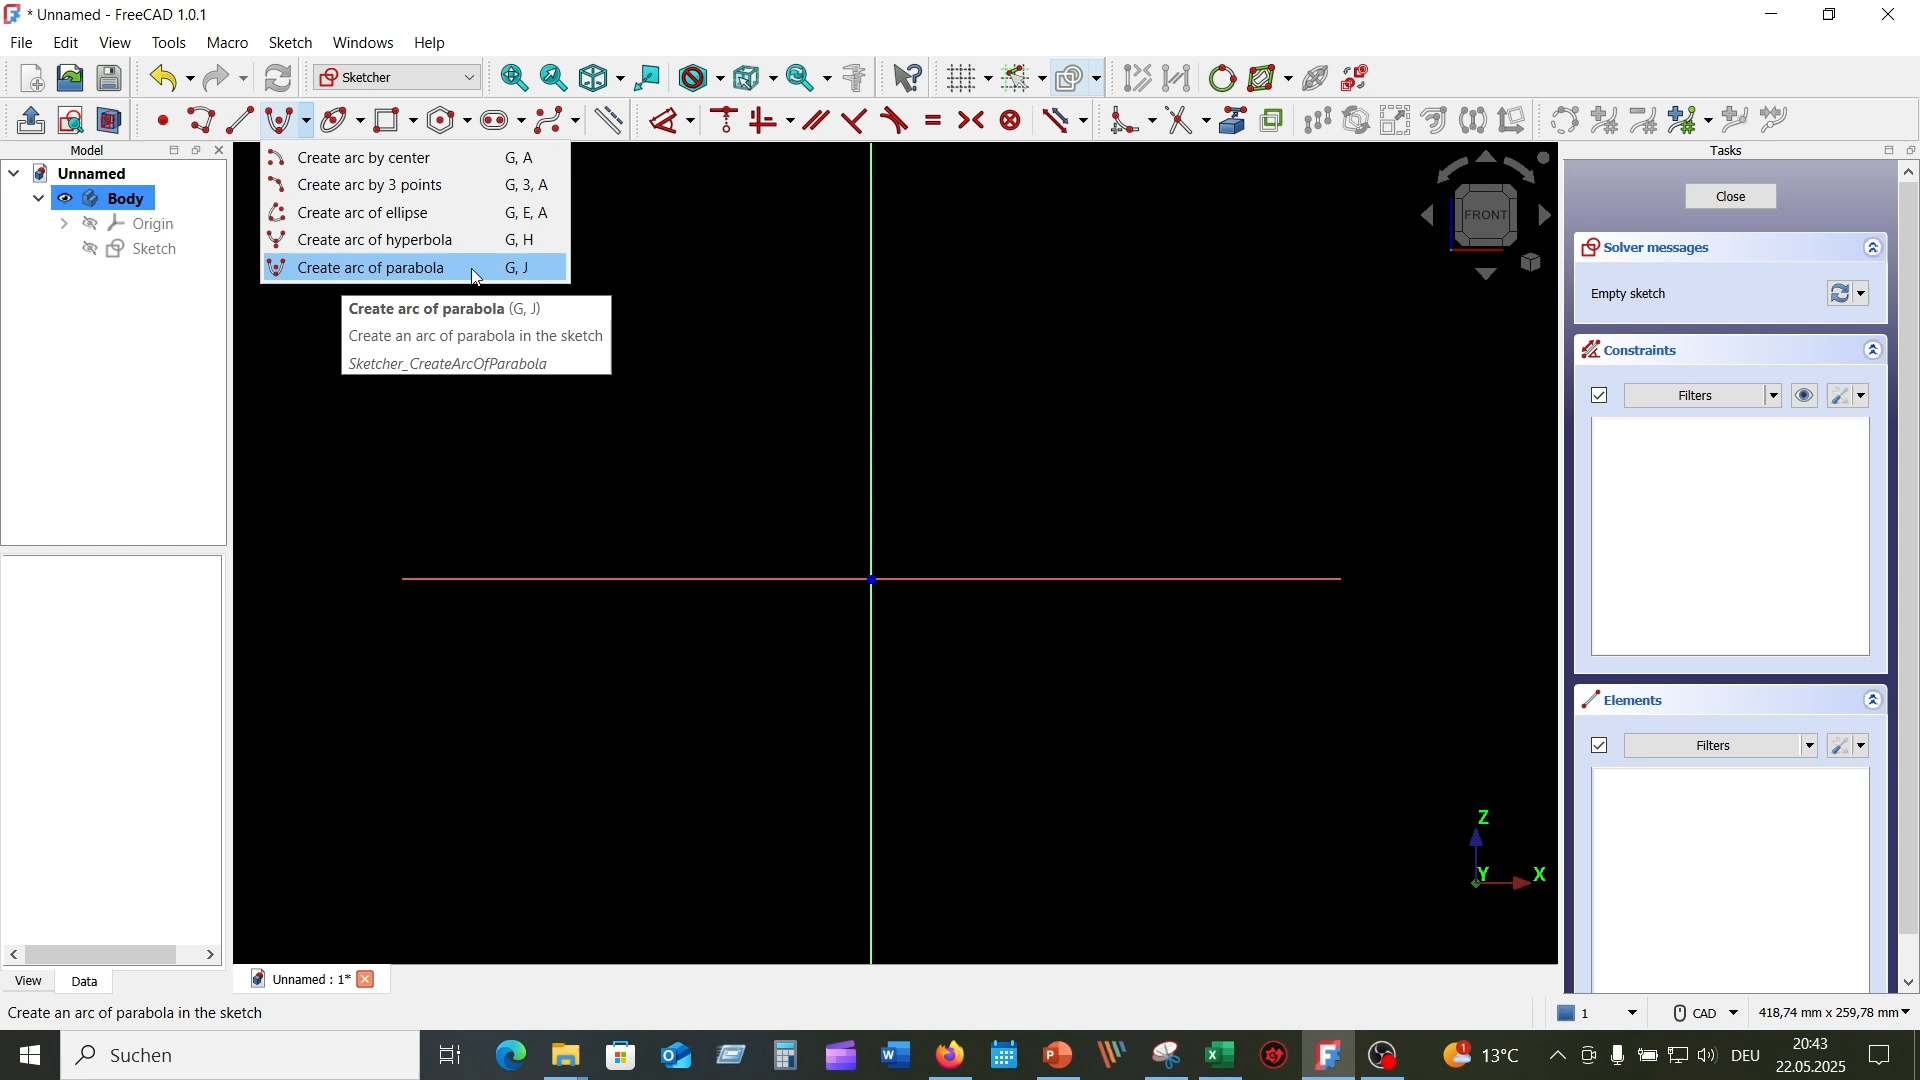 * Unnamed - FreeCAD 1.0.1
File Edit View Tools Macro Sketch Windows Help
Sketcher
Model
Tasks
Unnamed
Body
Origin
Sketch
Create arc by center G, A
Create arc by 3 points G, 3, A
Create arc of ellipse G, E, A
Create arc of hyperbola G, H
Create arc of parabola G, J
Create arc of parabola (G, J)
Create an arc of parabola in the sketch
Sketcher_CreateArcOfParabola
FRONT
Close
Solver messages
Empty sketch
Constraints
Filters
Elements
Filters
Z
Y
X
View Data
Unnamed : 1*
Create an arc of parabola in the sketch
1
CAD
418,74 mm x 259,78 mm
Suchen
1
13°C
DEU
20:43
22.05.2025